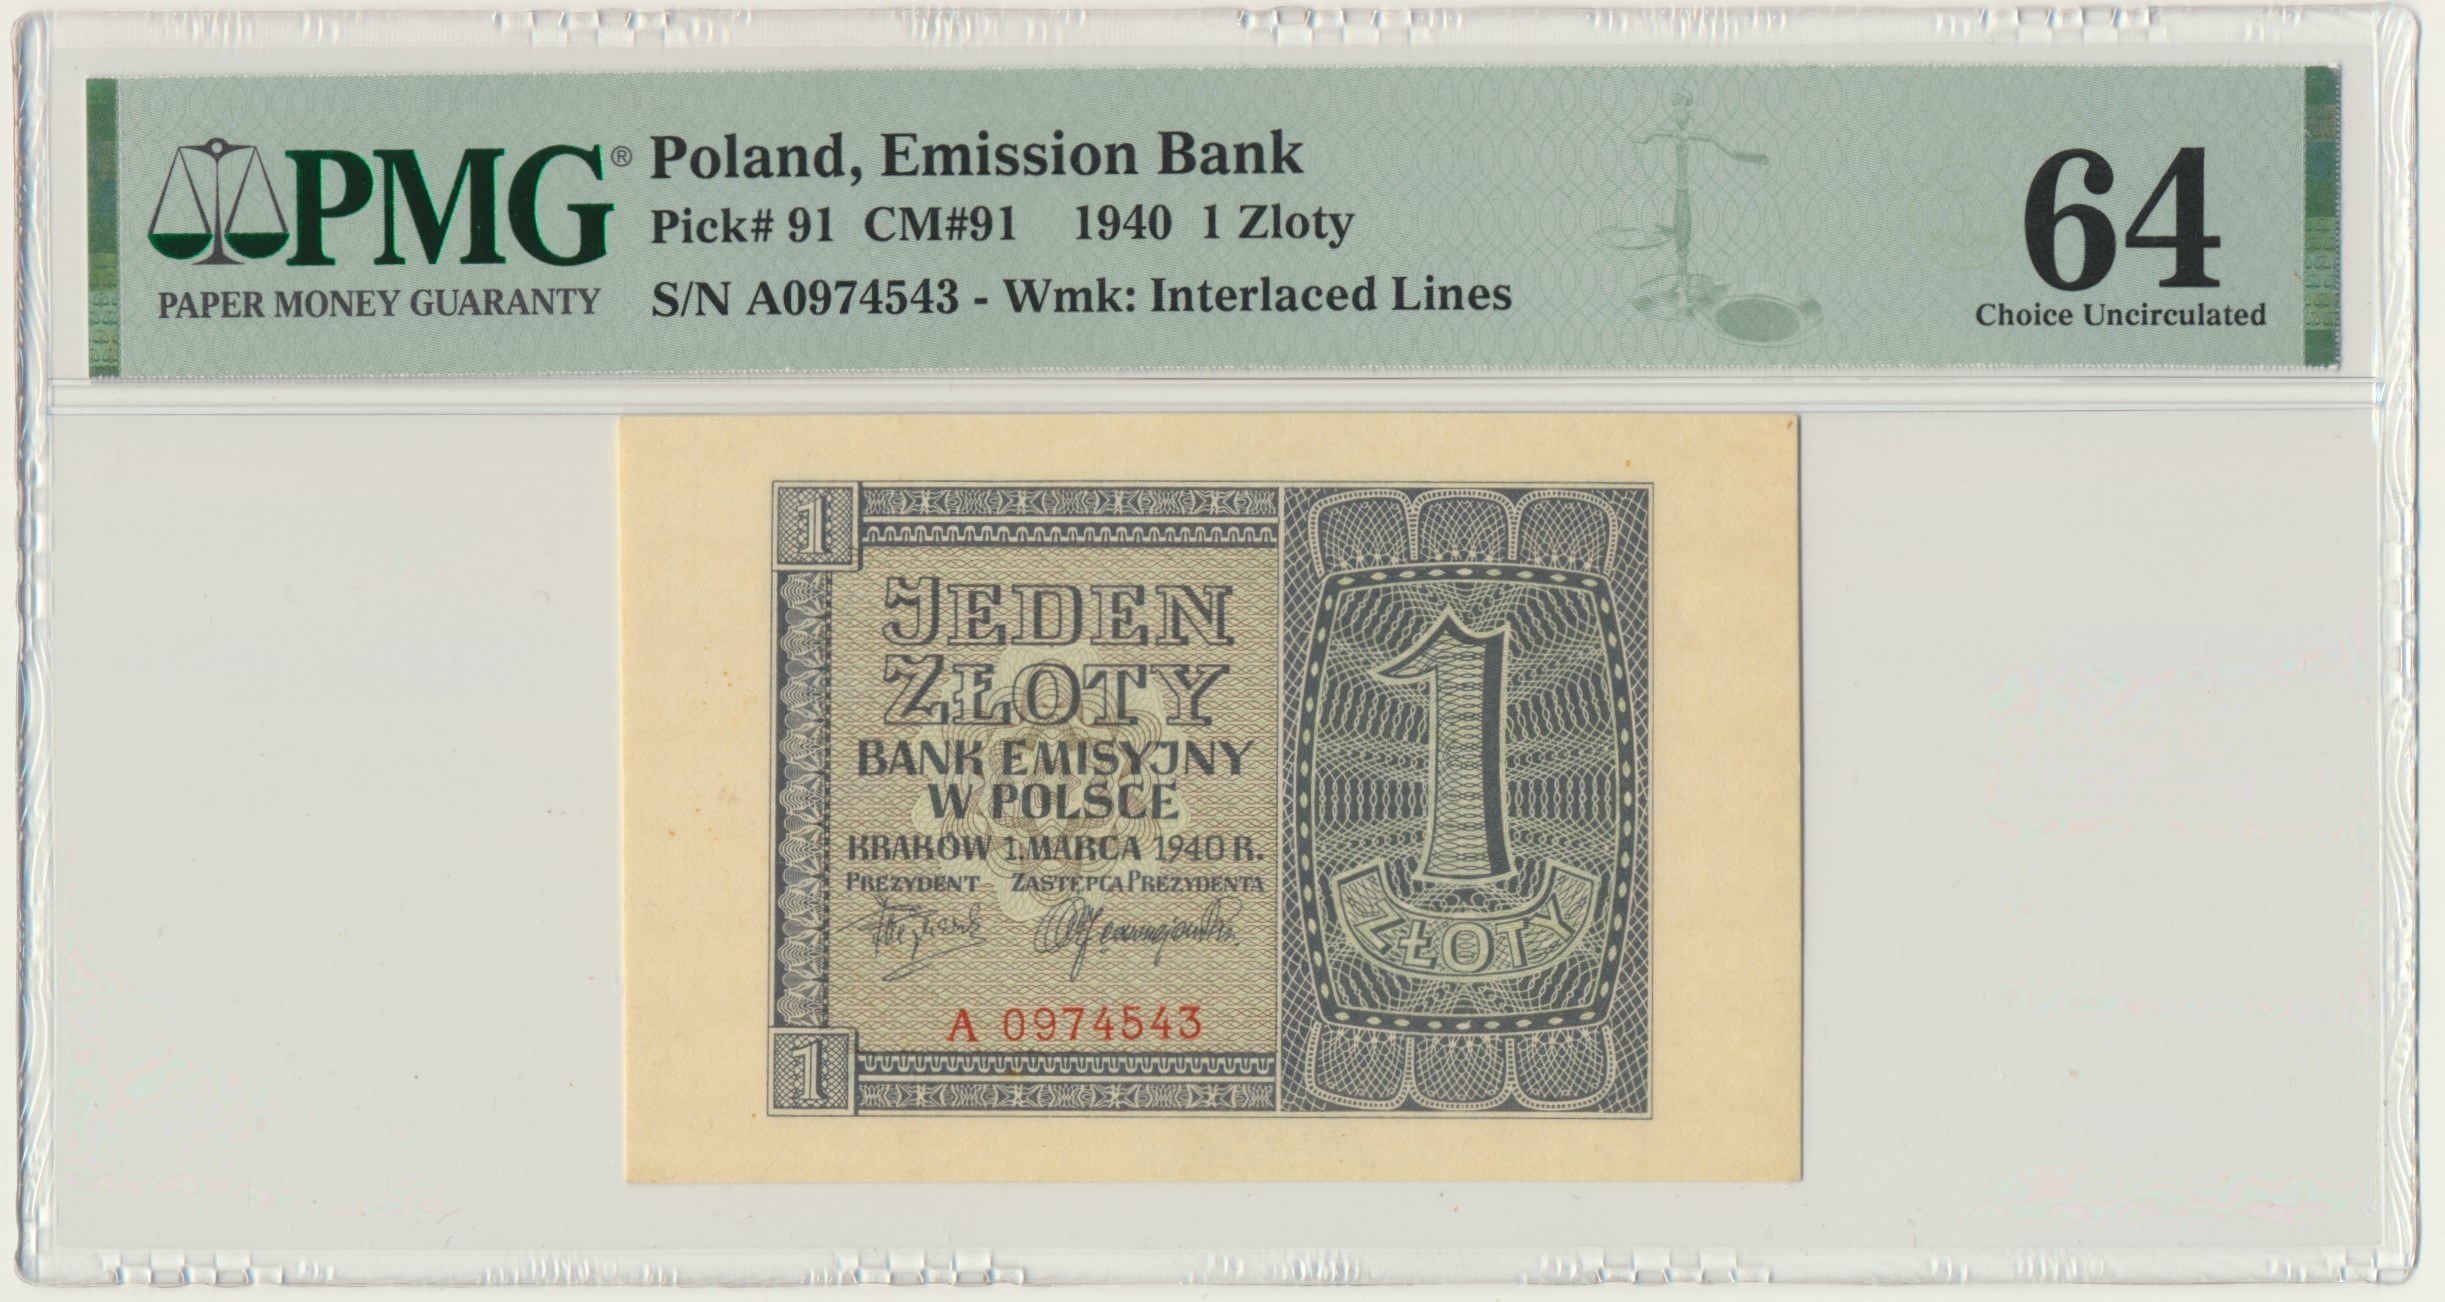 PMG®
PAPER MONEY GUARANTY
Poland, Emission Bank
Pick# 91 CM#91 1940 1 Zloty
S/N A0974543 - Wmk: Interlaced Lines
64
Choice Uncirculated
1
JEDEN
ZŁOTY
BANK EMISYJNY
W POLSCE
KRAKÓW 1. MARCA 1940 R.
PREZYDENT ZASTĘPCA PREZYDENTA
A 0974543
1
1
ZŁOTY